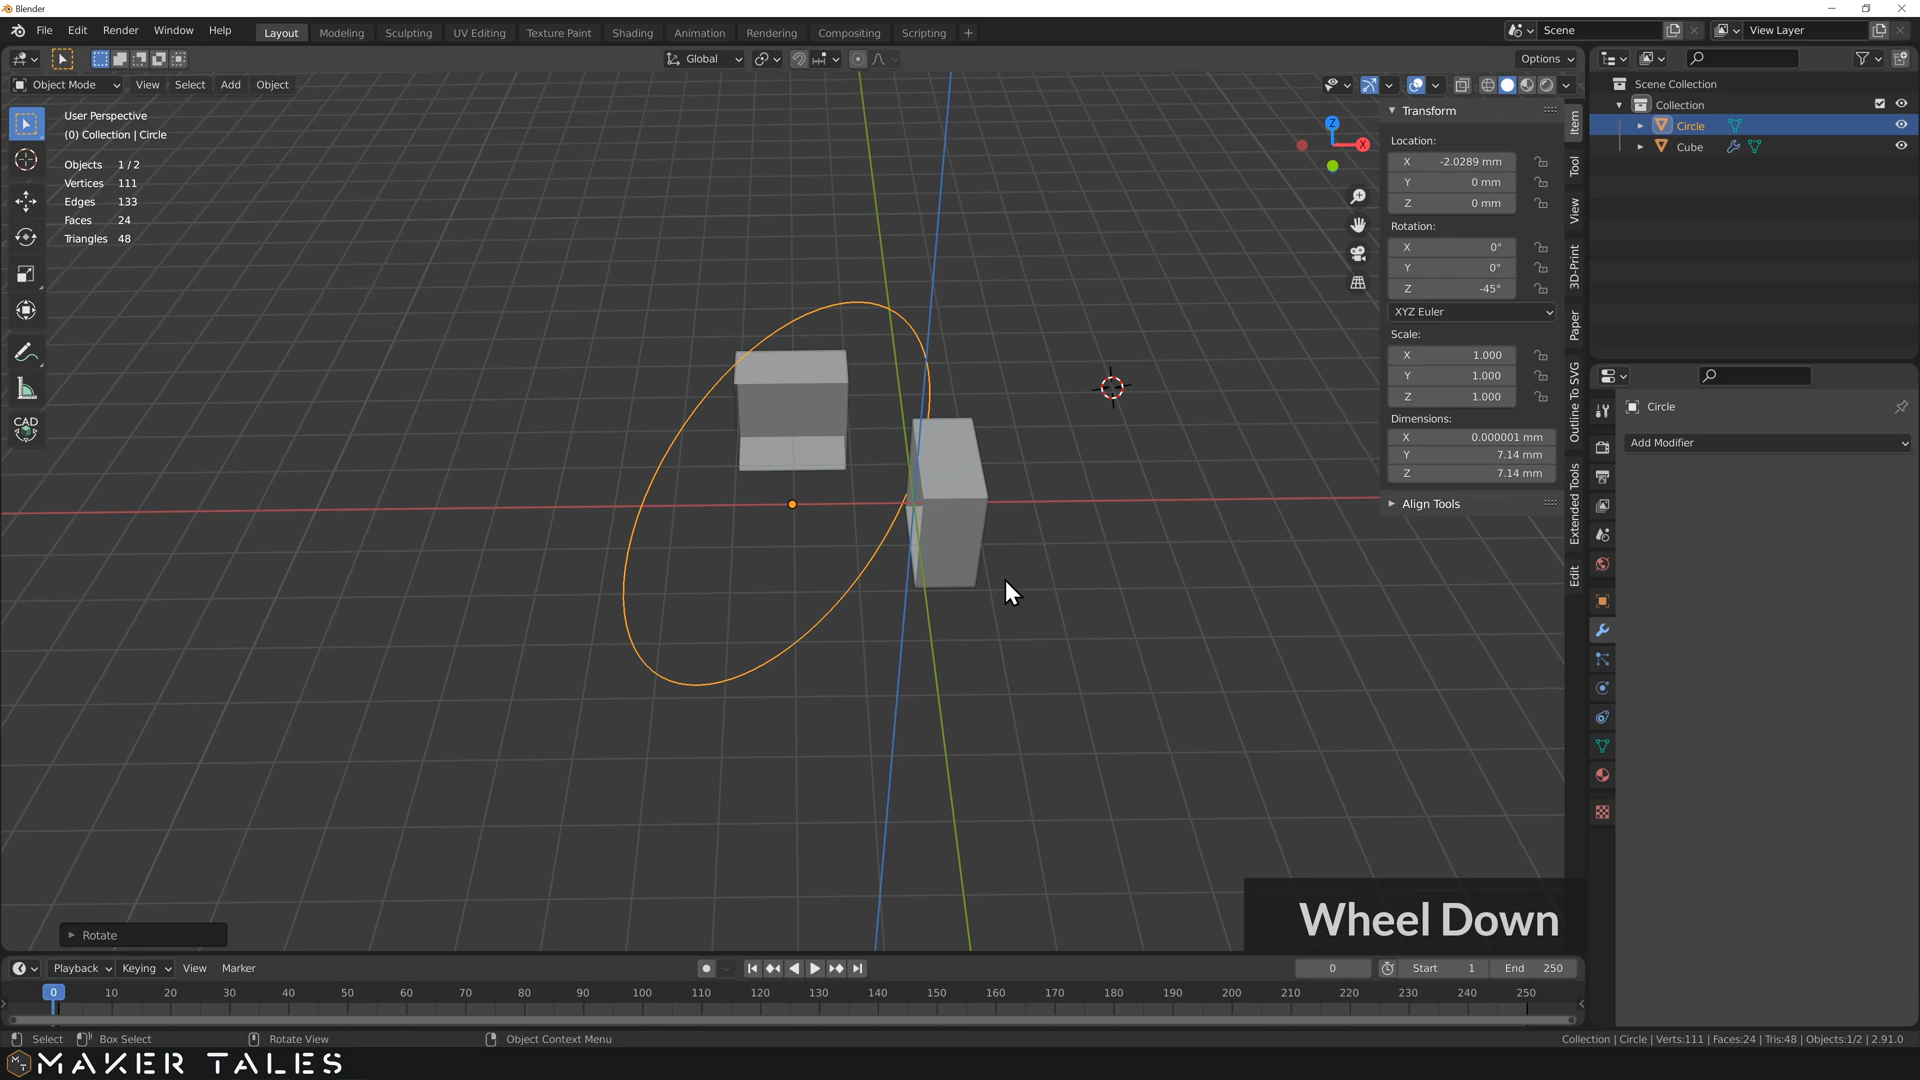 Blender
File Edit Render Window Help Layout Modeling Sculpting UV Editing Texture Paint Shading Animation Rendering Compositing Scripting + Scene View Layer
Global Options
Object Mode View Select Add Object
User Perspective
(0) Collection | Circle
Objects 1 / 2
Vertices 111
Edges 133
Faces 24
Triangles 48
CAD
Z
X
Transform
Location:
X -2.0289 mm
Y 0 mm
Z 0 mm
Rotation:
X 0°
Y 0°
Z -45°
XYZ Euler
Scale:
X 1.000
Y 1.000
Z 1.000
Dimensions:
X 0.000001 mm
Y 7.14 mm
Z 7.14 mm
Align Tools
Item
Tool
View
3D-Print
Paper
Outline To SVG
Extended Tools
Edit
Scene Collection
Collection
Circle
Cube
Circle
Add Modifier
Wheel Down
Rotate
Playback Keying View Marker 0 Start 1 End 250
0 10 20 30 40 50 60 70 80 90 100 110 120 130 140 150 160 170 180 190 200 210 220 230 240 250
Select Box Select Rotate View Object Context Menu Collection | Circle | Verts:111 | Faces:24 | Tris:48 | Objects:1/2 | 2.91.0
MAKER TALES